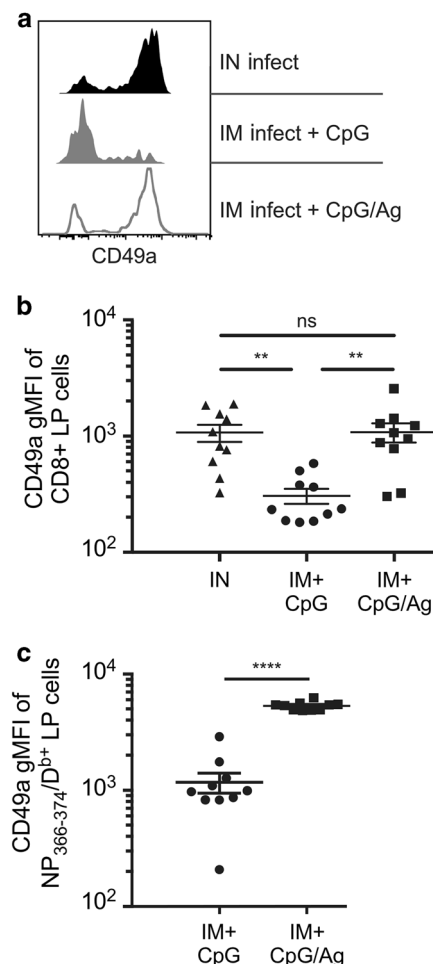 a
IN infect
IM infect + CpG
IM infect + CpG/Ag
CD49a
b
CD49a gMFI of
CD8+ LP cells
10⁴
10³
10²
ns
**
**
IN
IM+
CpG
IM+
CpG/Ag
c
CD49a gMFI of
NP₃₆₆₋₃₇₄/Dᵇ⁺ LP cells
10⁴
10³
10²
****
IM+
CpG
IM+
CpG/Ag